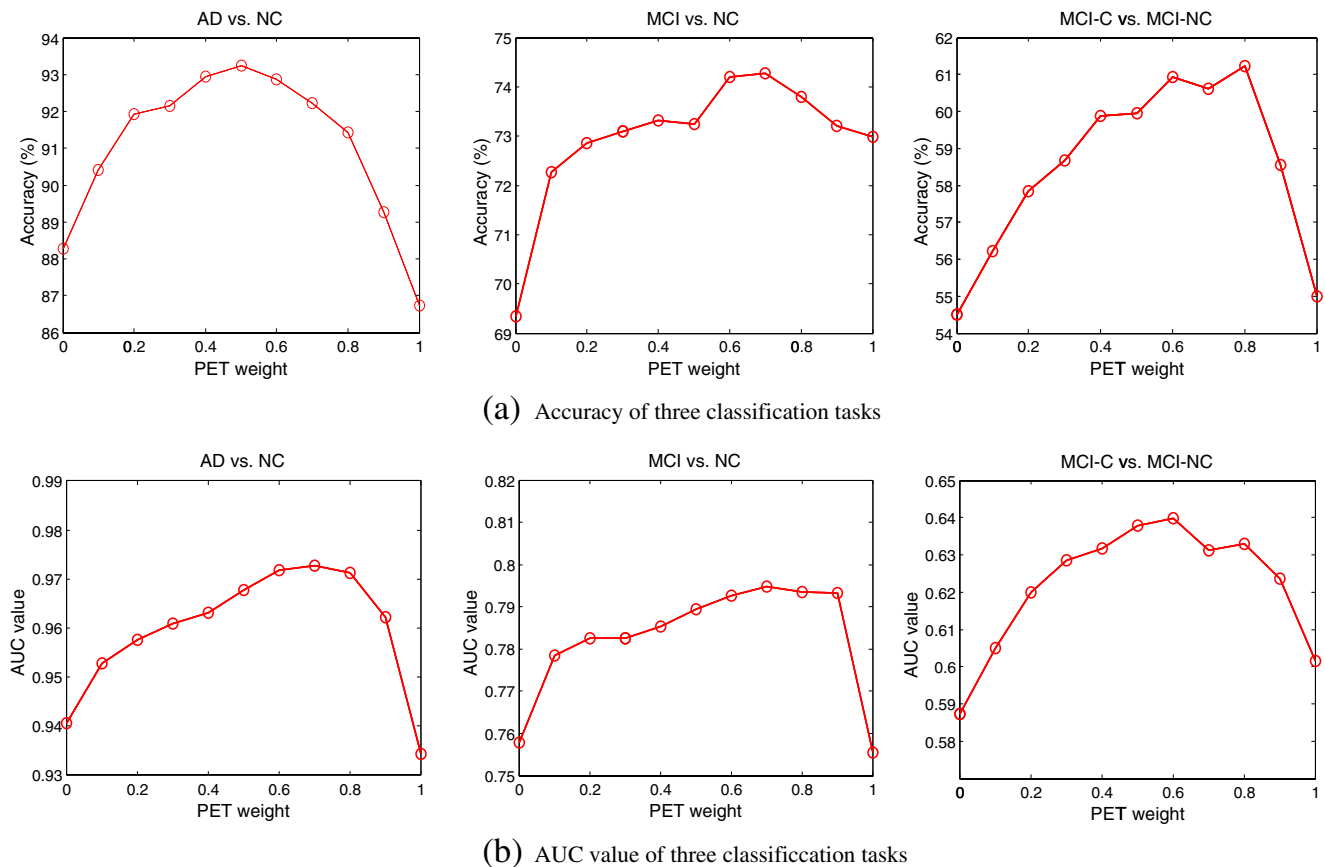 AD vs. NC
MCI vs. NC
MCI-C vs. MCI-NC
94
93
92
91
90
89
88
87
86
Accuracy (%)
0 0.2 0.4 0.6 0.8 1
PET weight
75
74
73
72
71
70
69
Accuracy (%)
0 0.2 0.4 0.6 0.8 1
PET weight
62
61
60
59
58
57
56
55
54
Accuracy (%)
0 0.2 0.4 0.6 0.8 1
PET weight
(a) Accuracy of three classification tasks
AD vs. NC
MCI vs. NC
MCI-C vs. MCI-NC
0.99
0.98
0.97
0.96
0.95
0.94
0.93
AUC value
0 0.2 0.4 0.6 0.8 1
PET weight
0.82
0.81
0.8
0.79
0.78
0.77
0.76
0.75
AUC value
0 0.2 0.4 0.6 0.8 1
PET weight
0.65
0.64
0.63
0.62
0.61
0.6
0.59
0.58
AUC value
0 0.2 0.4 0.6 0.8 1
PET weight
(b) AUC value of three classificcation tasks